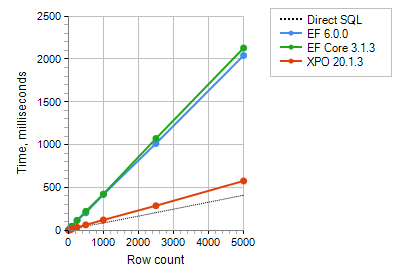 2500
2000
1500
1000
500
0
0 1000 2000 3000 4000 5000
Time, milliseconds
Row count
Direct SQL
EF 6.0.0
EF Core 3.1.3
XPO 20.1.3